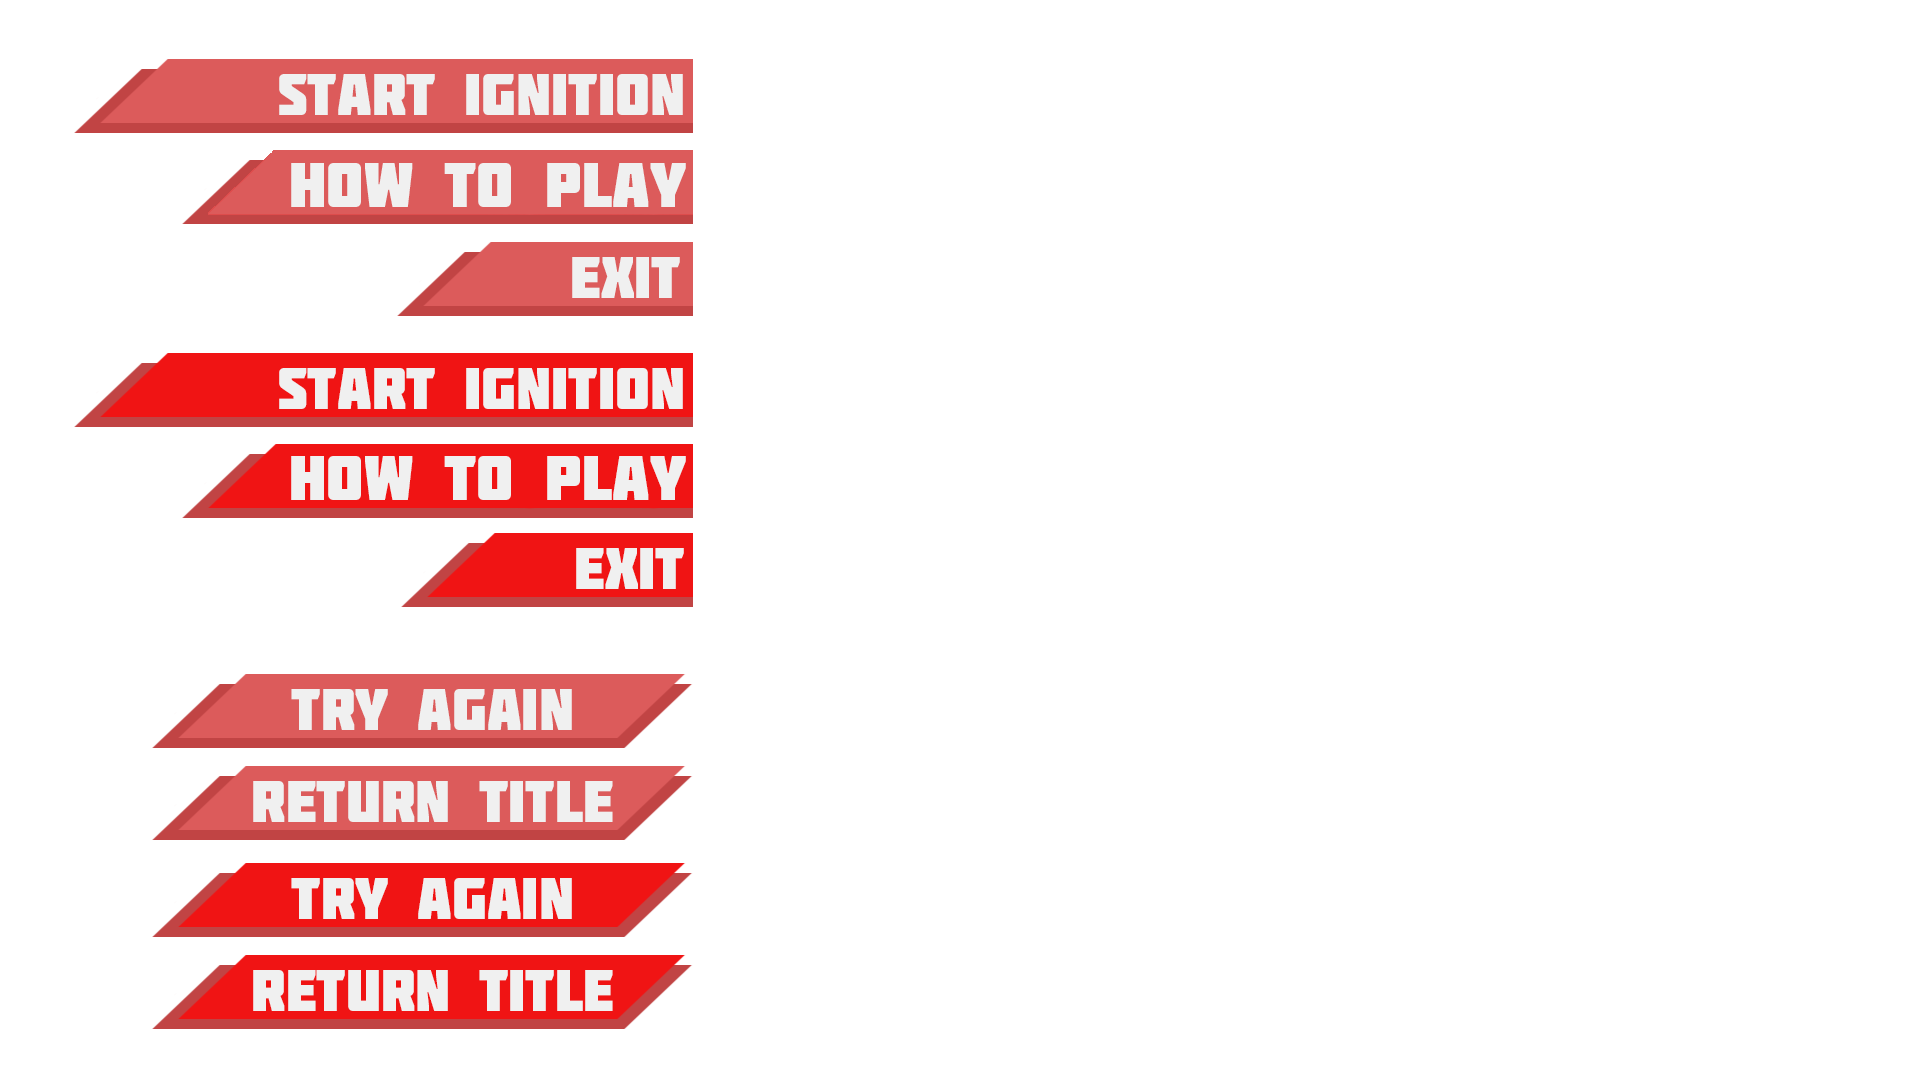 START IGNITION
HOW TO PLAY
EXIT
START IGNITION
HOW TO PLAY
EXIT
TRY AGAIN
RETURN TITLE
TRY AGAIN
RETURN TITLE